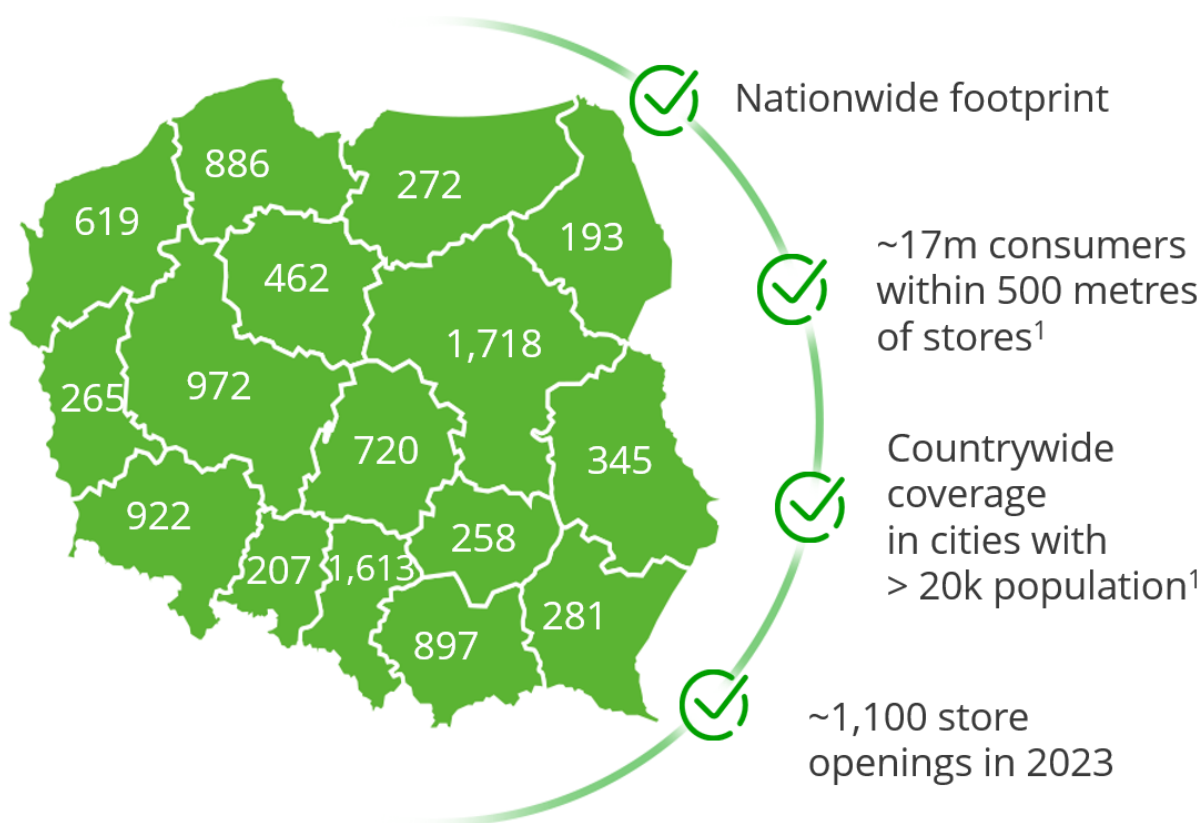 886
272
619
193
462
1,718
972
265
720
345
922
258
207
1,613
281
897
Nationwide footprint
~17m consumers
within 500 metres
of stores¹
Countrywide
coverage
in cities with
> 20k population¹
~1,100 store
openings in 2023